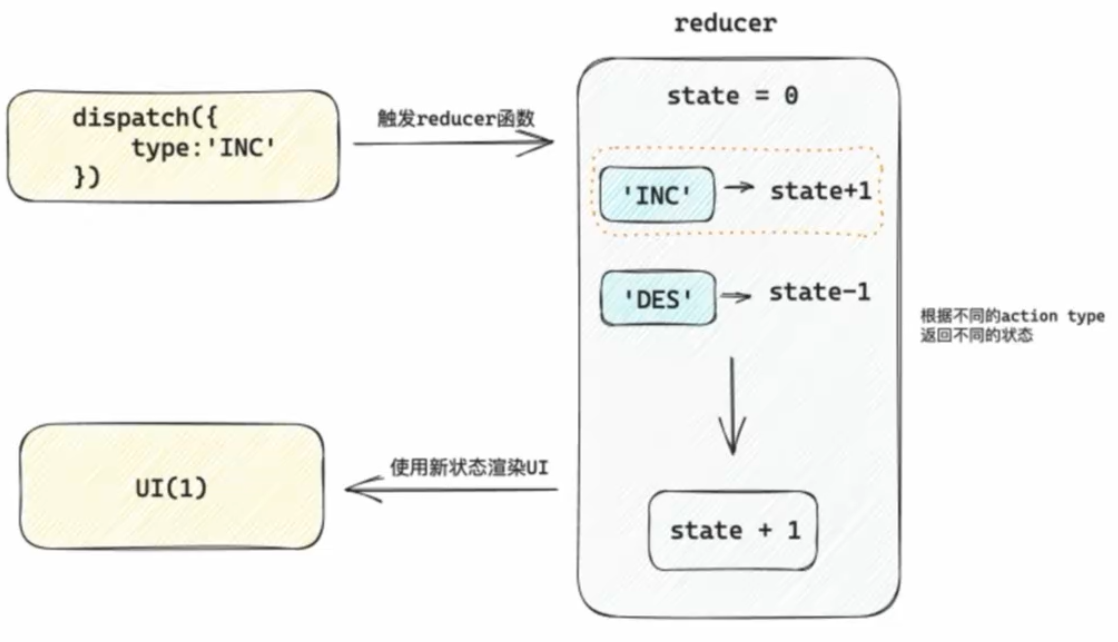 reducer
dispatch({
type:'INC'
})
触发reducer函数
state = 0
'INC'
state+1
'DES'
state-1
根据不同的action type
返回不同的状态
使用新状态渲染UI
UI(1)
state + 1